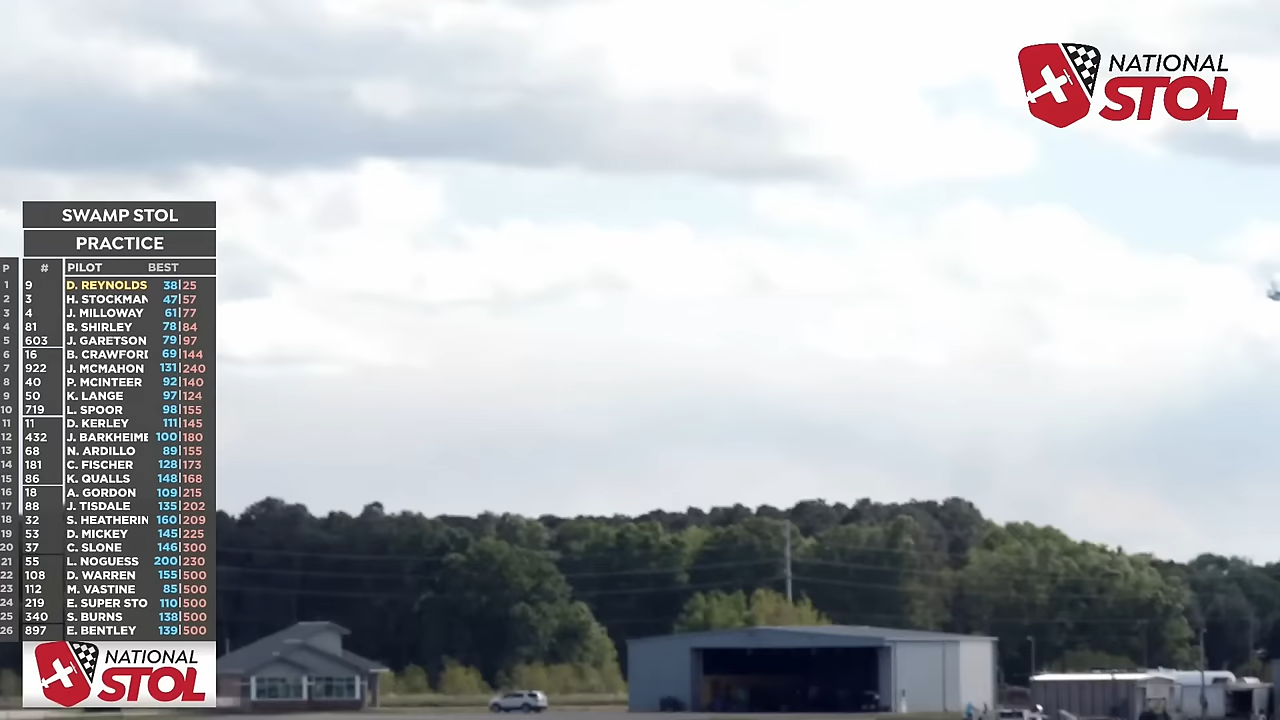 NATIONAL
STOL
SWAMP STOL
PRACTICE
P # PILOT BEST
1 9 D. REYNOLDS 38|25
2 3 H. STOCKMAN 47|57
3 4 J. MILLOWAY 61|77
4 81 B. SHIRLEY 78|84
5 603 J. GARETSON 79|97
6 16 B. CRAWFORD 69|144
7 922 J. MCMAHON 131|240
8 40 P. MCINTEER 92|140
9 50 K. LANGE 97|124
10 719 L. SPOOR 98|155
11 11 D. KERLEY 111|145
12 432 J. BARKHEIME 100|180
13 68 N. ARDILLO 89|155
14 181 C. FISCHER 128|173
15 86 K. QUALLS 148|168
16 18 A. GORDON 109|215
17 88 J. TISDALE 135|202
18 32 S. HEATHERIN 160|209
19 53 D. MICKEY 145|225
20 37 C. SLONE 146|300
21 55 L. NOGUESS 200|230
22 108 D. WARREN 155|500
23 112 M. VASTINE 85|500
24 219 E. SUPER STO 110|500
25 340 S. BURNS 138|500
26 897 E. BENTLEY 139|500
NATIONAL
STOL